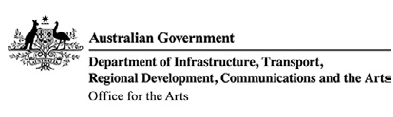 Australian Government
Department of Infrastructure, Transport,
Regional Development, Communications and the Arts
Office for the Arts